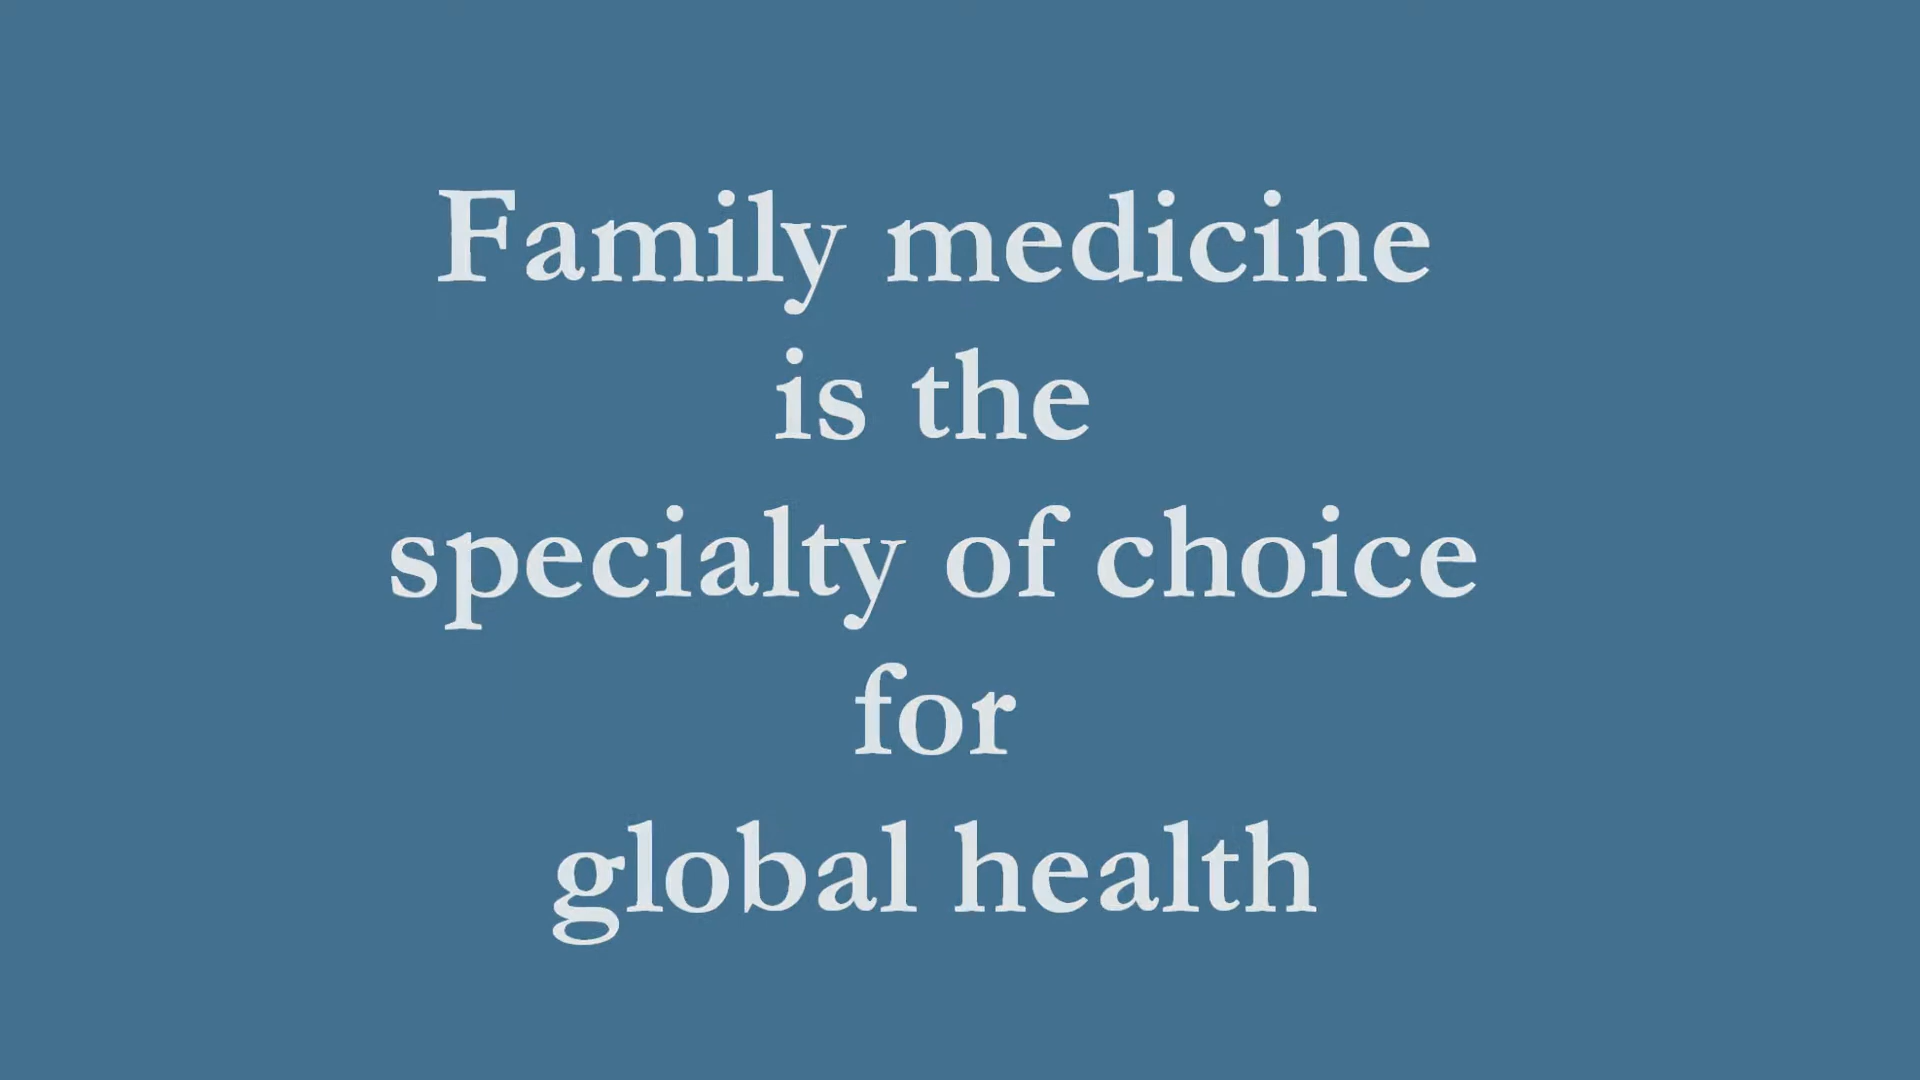 Family medicine
is the
specialty of choice
for
global health